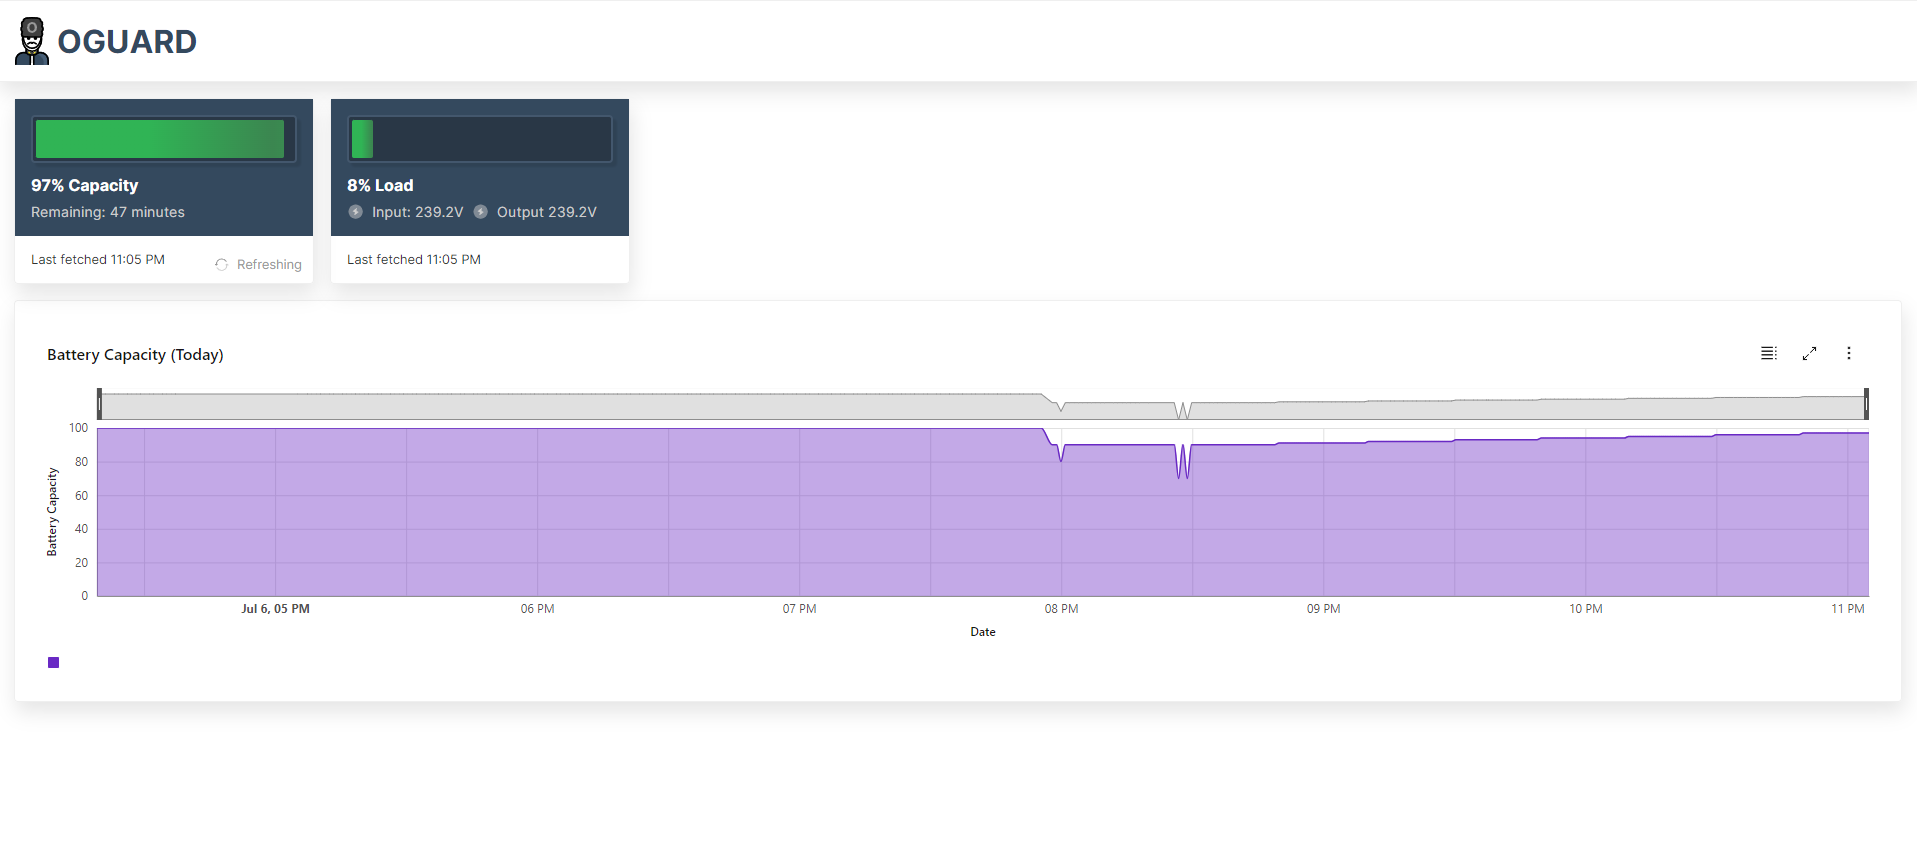 OGUARD
97% Capacity
Remaining: 47 minutes
Last fetched 11:05 PM
Refreshing
8% Load
Input: 239.2V Output 239.2V
Last fetched 11:05 PM
Battery Capacity (Today)
Battery Capacity
100
80
60
40
20
0
Jul 6, 05 PM 06 PM 07 PM 08 PM 09 PM 10 PM 11 PM
Date